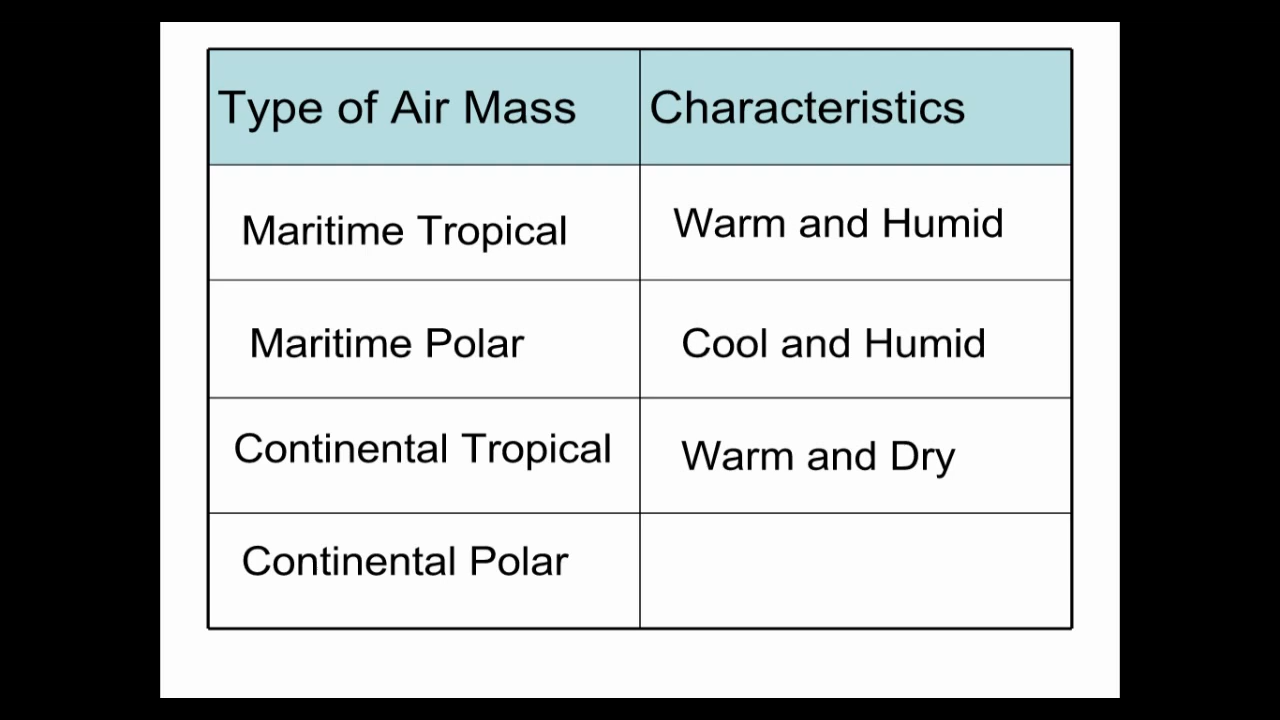 Type of Air Mass
Characteristics
Maritime Tropical
Warm and Humid
Maritime Polar
Cool and Humid
Continental Tropical
Warm and Dry
Continental Polar